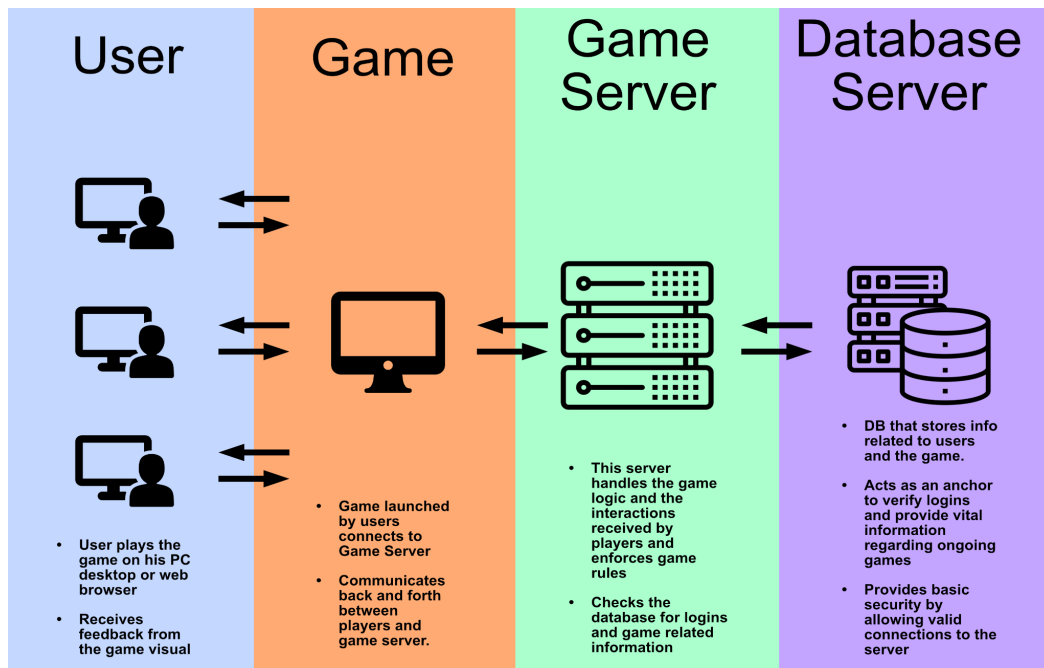 User
Game
Game
Server
Database
Server
• User plays the
game on his PC
desktop or web
browser
• Receives
feedback from
the game visual
• Game launched
by users
connects to
Game Server
• Communicates
back and forth
between
players and
game server.
• This server
handles the game
logic and the
interactions
received by
players and
enforces game
rules
• Checks the
database for logins
and game related
information
• DB that stores info
related to users
and the game.
• Acts as an anchor
to verify logins
and provide vital
information
regarding ongoing
games
• Provides basic
security by
allowing valid
connections to the
server